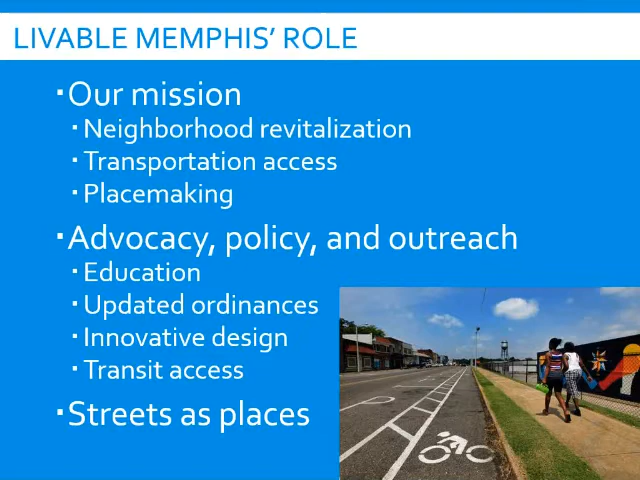 LIVABLE MEMPHIS’ ROLE
▪Our mission
▪Neighborhood revitalization
▪Transportation access
▪Placemaking
▪Advocacy, policy, and outreach
▪Education
▪Updated ordinances
▪Innovative design
▪Transit access
▪Streets as places